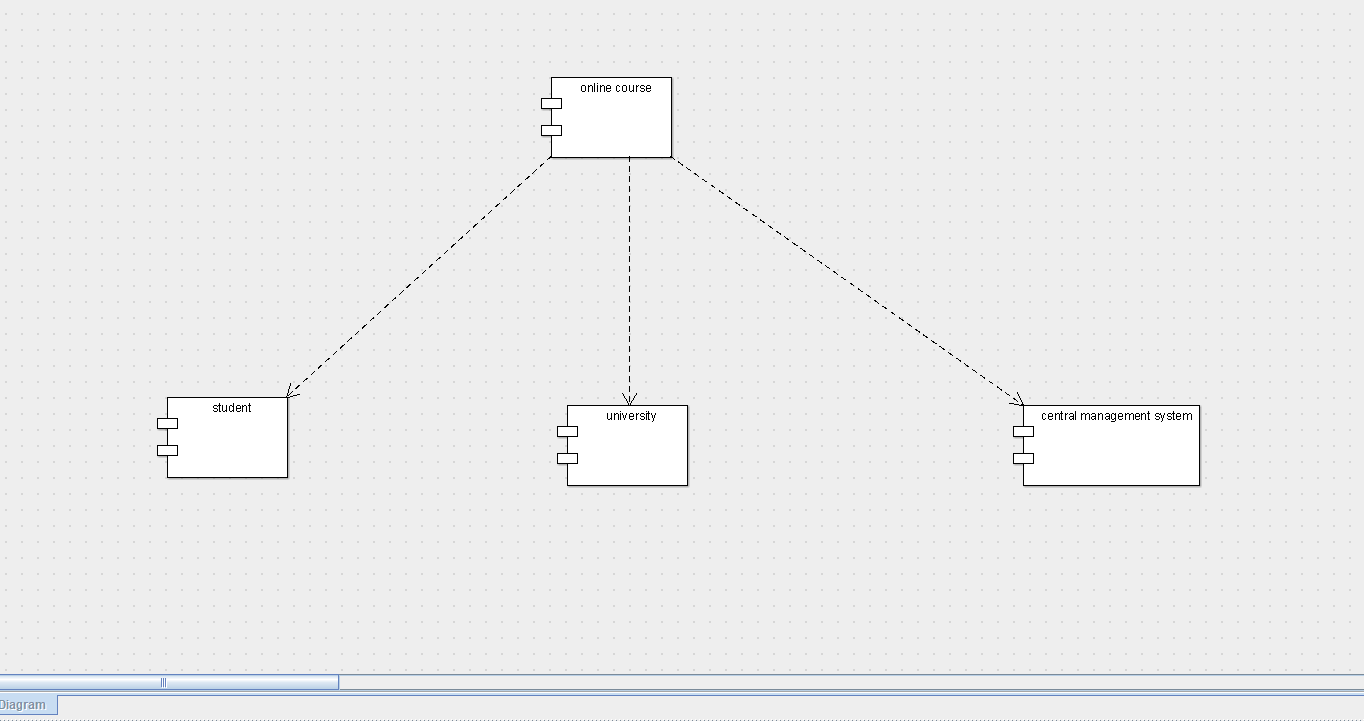 online course
student
university
central management system
Diagram